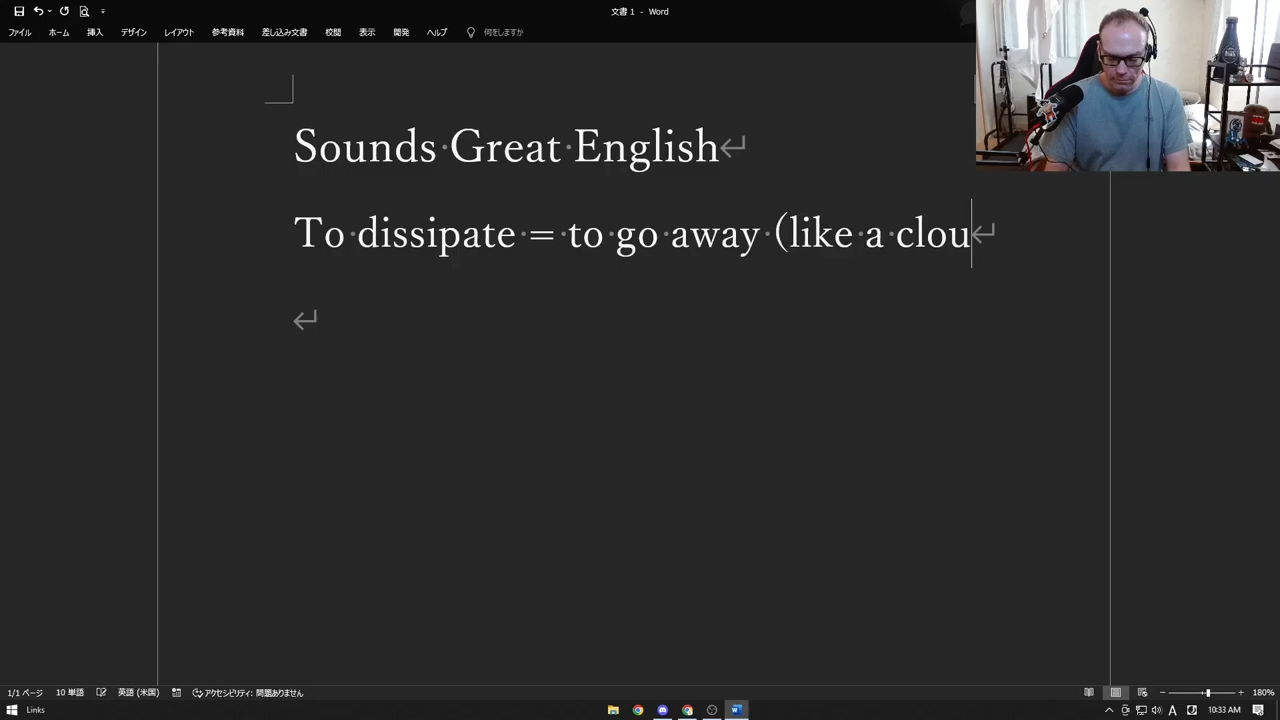 文書 1 - Word
ファイル ホーム 挿入 デザイン レイアウト 参考資料 差し込み文書 校閲 表示 開発 ヘルプ 何をしますか
Sounds Great English
To dissipate = to go away (like a clou
1/1 ページ 10 単語 英語 (米国) アクセシビリティ: 問題ありません 180%
Links A 10:33 AM